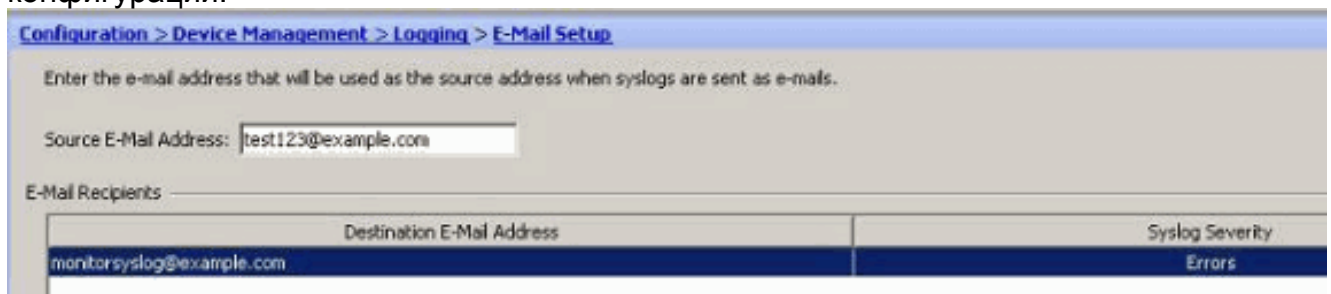 конфигурации.
Configuration > Device Management > Logging > E-Mail Setup
Enter the e-mail address that will be used as the source address when syslogs are sent as e-mails.
Source E-Mail Address: test123@example.com
E-Mail Recipients
Destination E-Mail Address Syslog Severity
monitorsyslog@example.com Errors